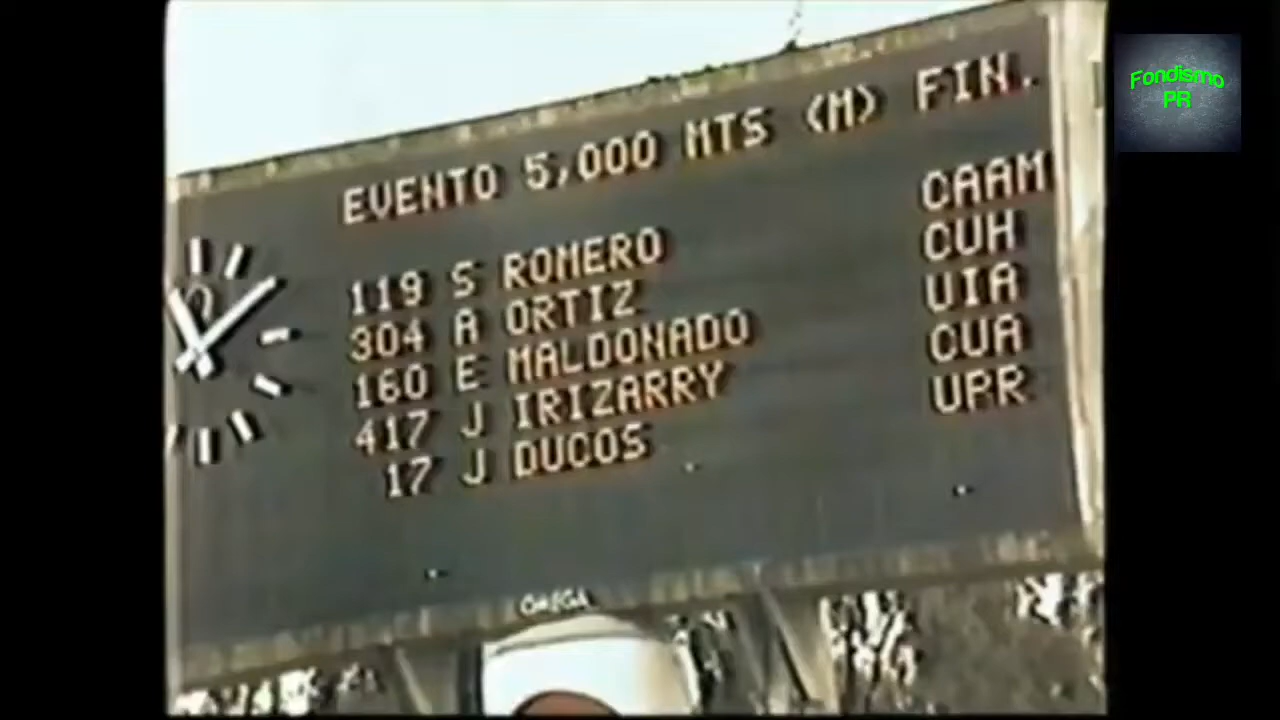 Fondismo
PR
EVENTO 5,000 MTS (M) FIN.
119 S ROMERO CAAM
304 A ORTIZ CUH
160 E MALDONADO UIA
417 J IRIZARRY CUA
17 J DUCOS UPR
OMEGA